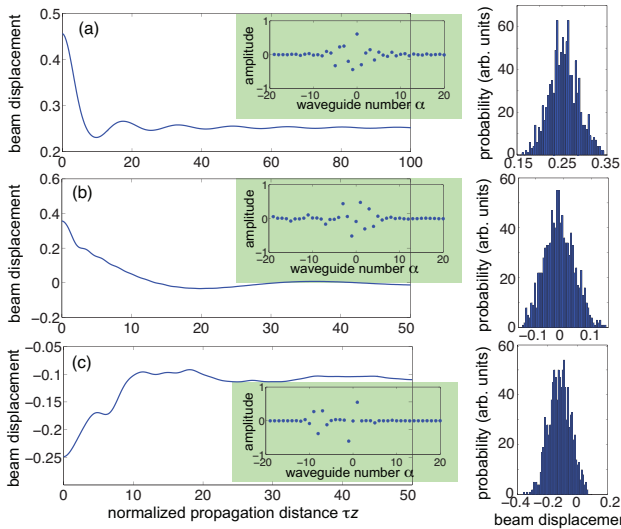 (a)
beam displacement
0.5
0.4
0.3
0.2
0 20 40 60 80 100
amplitude
1
0
−1
−20 −10 0 10 20
waveguide number α
probability (arb. units)
60
40
20
0
0.15 0.25 0.35
(b)
beam displacement
0.6
0.4
0.2
0
−0.2
0 10 20 30 40 50
amplitude
1
0
−1
−20 −10 0 10 20
waveguide number α
probability (arb. units)
60
40
20
0
−0.1 0 0.1
(c)
beam displacement
−0.05
−0.1
−0.15
−0.2
−0.25
0 10 20 30 40 50
normalized propagation distance τz
amplitude
1
0
−1
−20 −10 0 10 20
waveguide number α
probability (arb. units)
60
40
20
0
−0.4 −0.2 0 0.2
beam displacemen